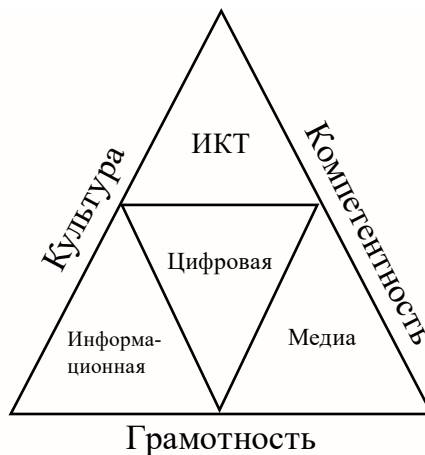 ИКТ
Культура
Компетентность
Цифровая
Информа-
ционная
Медиа
Грамотность